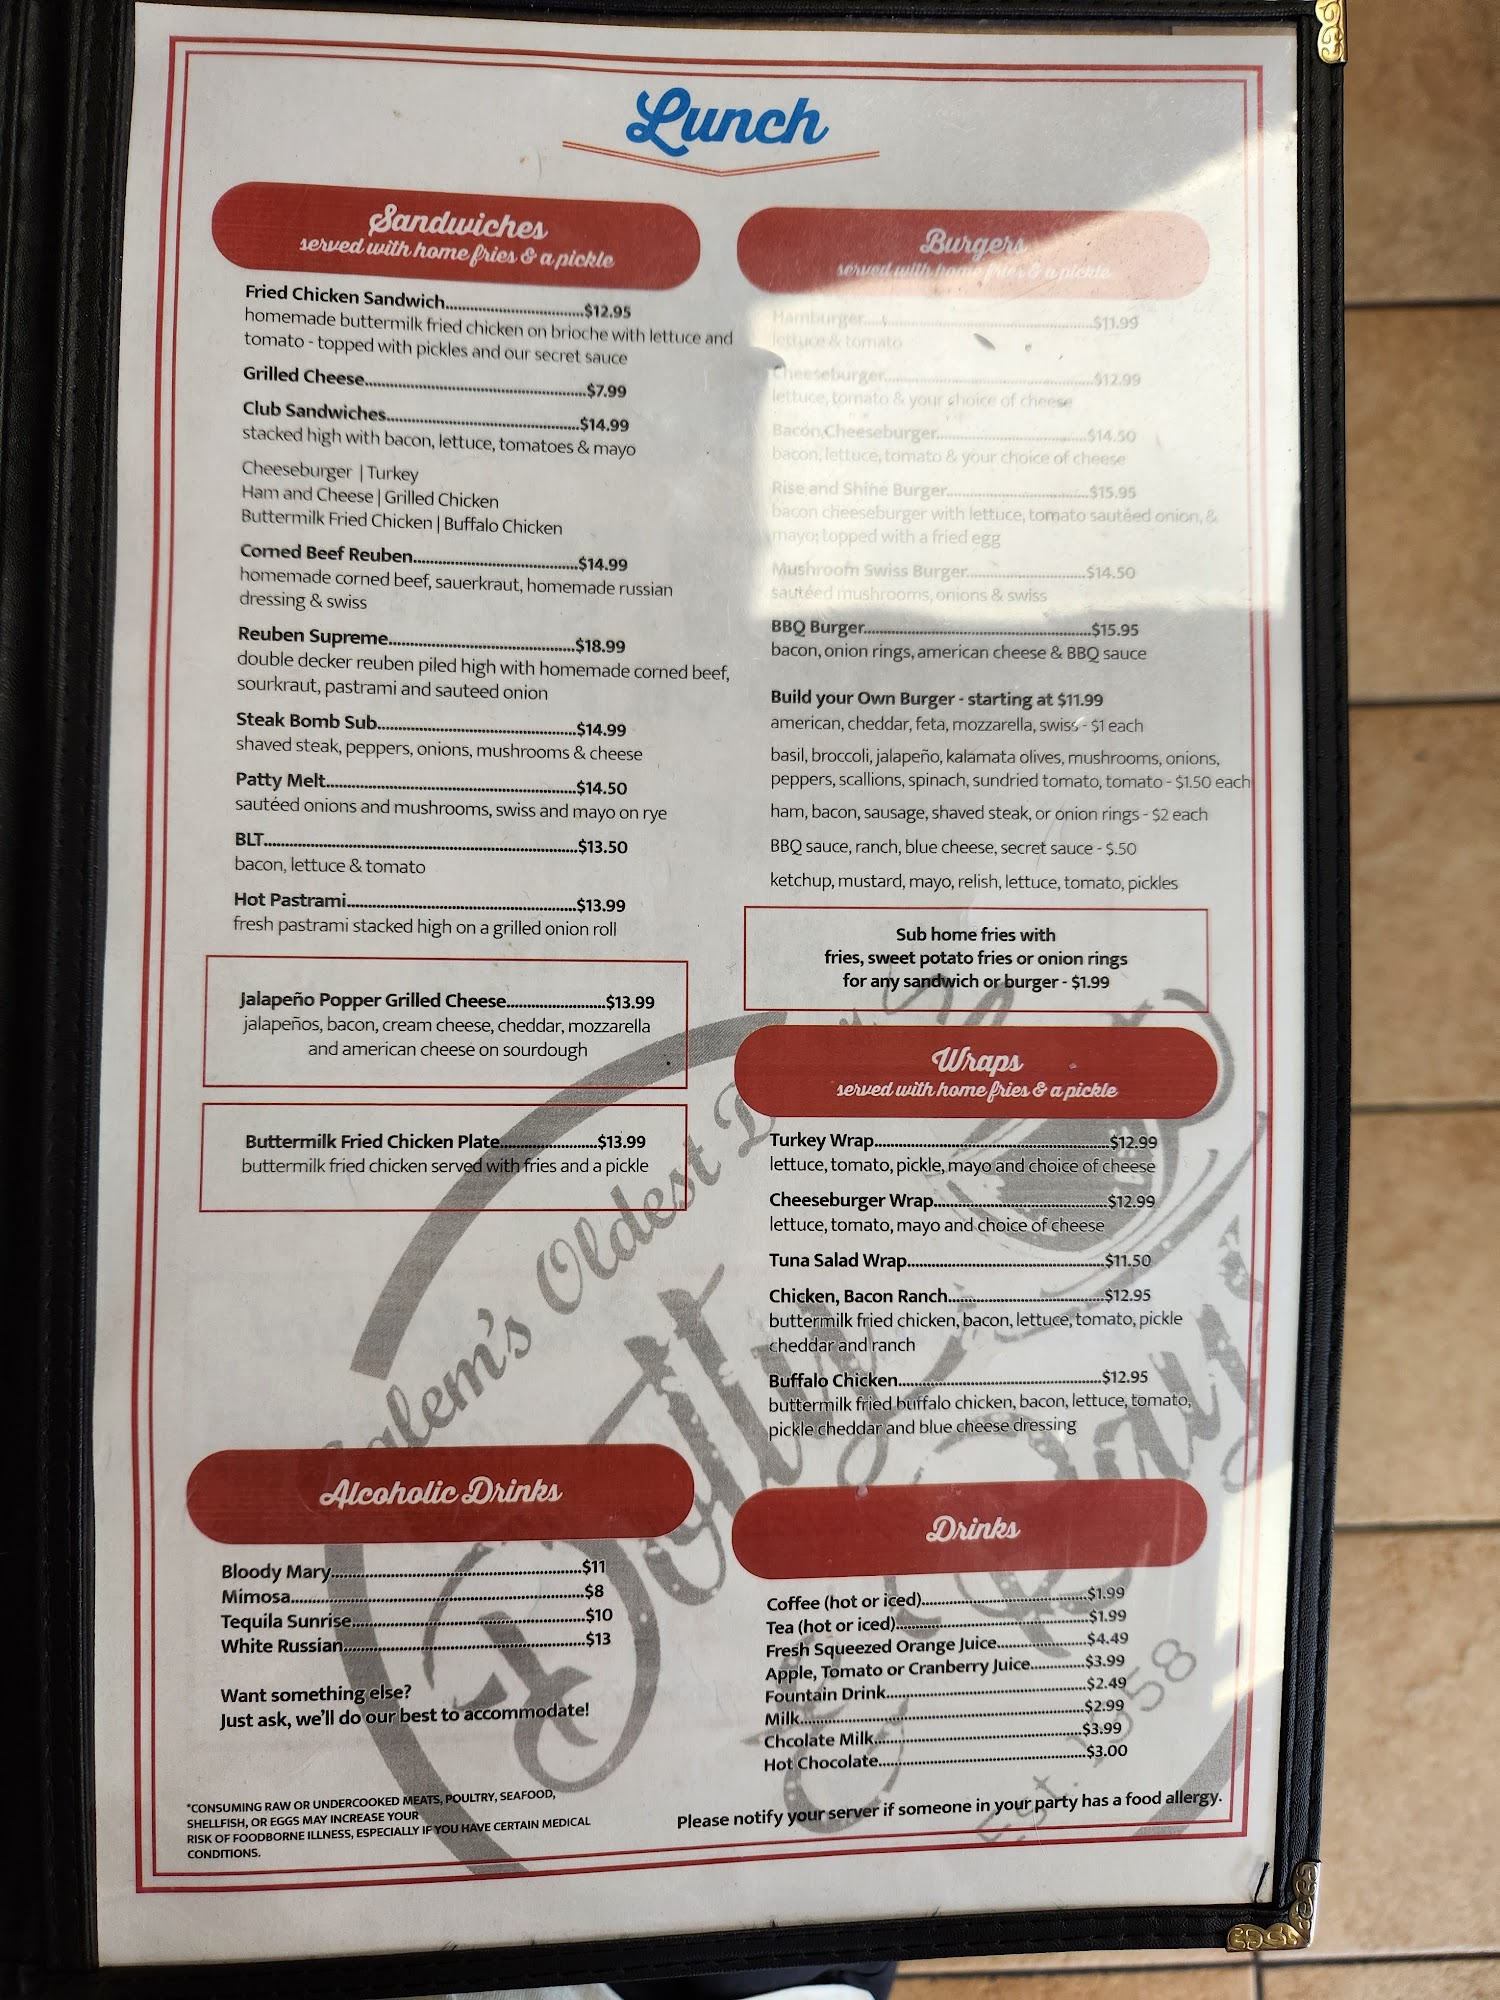 Lunch
Sandwiches
served with home fries & a pickle
Fried Chicken Sandwich..............................$12.95
homemade buttermilk fried chicken on brioche with lettuce and
tomato - topped with pickles and our secret sauce
Grilled Cheese..............................$7.99
Club Sandwiches..............................$14.99
stacked high with bacon, lettuce, tomatoes & mayo
Cheeseburger | Turkey
Ham and Cheese | Grilled Chicken
Buttermilk Fried Chicken | Buffalo Chicken
Corned Beef Reuben..............................$14.99
homemade corned beef, sauerkraut, homemade russian
dressing & swiss
Reuben Supreme..............................$18.99
double decker reuben piled high with homemade corned beef,
sourkraut, pastrami and sauteed onion
Steak Bomb Sub..............................$14.99
shaved steak, peppers, onions, mushrooms & cheese
Patty Melt..............................$14.50
sautéed onions and mushrooms, swiss and mayo on rye
BLT..............................$13.50
bacon, lettuce & tomato
Hot Pastrami..............................$13.99
fresh pastrami stacked high on a grilled onion roll
Jalapeño Popper Grilled Cheese..............................$13.99
jalapeños, bacon, cream cheese, cheddar, mozzarella
and american cheese on sourdough
Buttermilk Fried Chicken Plate..............................$13.99
buttermilk fried chicken served with fries and a pickle
Alcoholic Drinks
Bloody Mary..............................$11
Mimosa..............................$8
Tequila Sunrise..............................$10
White Russian..............................$13
Want something else?
Just ask, we'll do our best to accommodate!
*CONSUMING RAW OR UNDERCOOKED MEATS, POULTRY, SEAFOOD,
SHELLFISH, OR EGGS MAY INCREASE YOUR
RISK OF FOODBORNE ILLNESS, ESPECIALLY IF YOU HAVE CERTAIN MEDICAL
CONDITIONS.
Burgers
served with home fries & a pickle
Hamburger..............................$11.99
lettuce & tomato
Cheeseburger..............................$12.99
lettuce, tomato & your choice of cheese
Bacon Cheeseburger..............................$14.50
bacon, lettuce, tomato & your choice of cheese
Rise and Shine Burger..............................$15.95
bacon cheeseburger with lettuce, tomato sautéed onion, &
mayo; topped with a fried egg
Mushroom Swiss Burger..............................$14.50
sautéed mushrooms, onions & swiss
BBQ Burger..............................$15.95
bacon, onion rings, american cheese & BBQ sauce
Build your Own Burger - starting at $11.99
american, cheddar, feta, mozzarella, swiss - $1 each
basil, broccoli, jalapeño, kalamata olives, mushrooms, onions,
peppers, scallions, spinach, sundried tomato, tomato - $1.50 each
ham, bacon, sausage, shaved steak, or onion rings - $2 each
BBQ sauce, ranch, blue cheese, secret sauce - $.50
ketchup, mustard, mayo, relish, lettuce, tomato, pickles
Sub home fries with
fries, sweet potato fries or onion rings
for any sandwich or burger - $1.99
Wraps
served with home fries & a pickle
Turkey Wrap..............................$12.99
lettuce, tomato, pickle, mayo and choice of cheese
Cheeseburger Wrap..............................$12.99
lettuce, tomato, mayo and choice of cheese
Tuna Salad Wrap..............................$11.50
Chicken, Bacon Ranch..............................$12.95
buttermilk fried chicken, bacon, lettuce, tomato, pickle
cheddar and ranch
Buffalo Chicken..............................$12.95
buttermilk fried buffalo chicken, bacon, lettuce, tomato,
pickle cheddar and blue cheese dressing
Drinks
Coffee (hot or iced)..............................$1.99
Tea (hot or iced)..............................$1.99
Fresh Squeezed Orange Juice..............................$4.49
Apple, Tomato or Cranberry Juice..............................$3.99
Fountain Drink..............................$2.49
Milk..............................$2.99
Chcolate Milk..............................$3.99
Hot Chocolate..............................$3.00
Please notify your server if someone in your party has a food allergy.
Salem's Oldest
Est. 1958